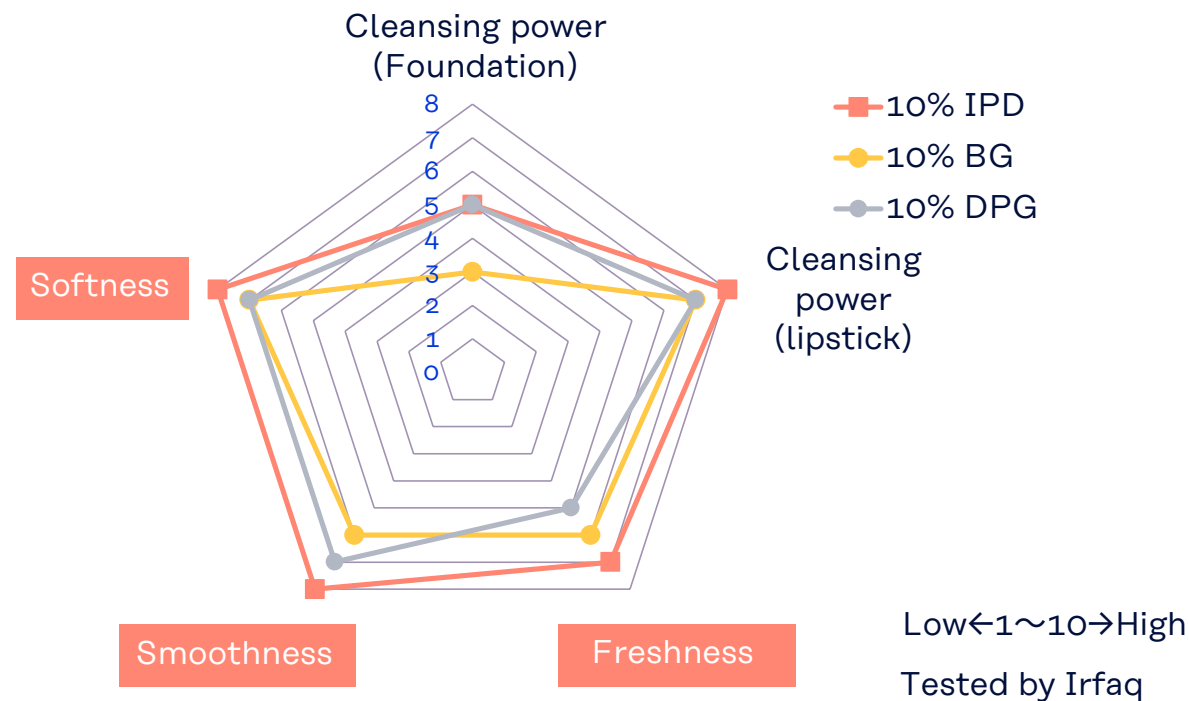 Cleansing power
(Foundation)
8
7
6
5
4
3
2
1
0
10% IPD
10% BG
10% DPG
Cleansing
power
(lipstick)
Softness
Smoothness
Freshness
Low←1～10→High
Tested by Irfaq